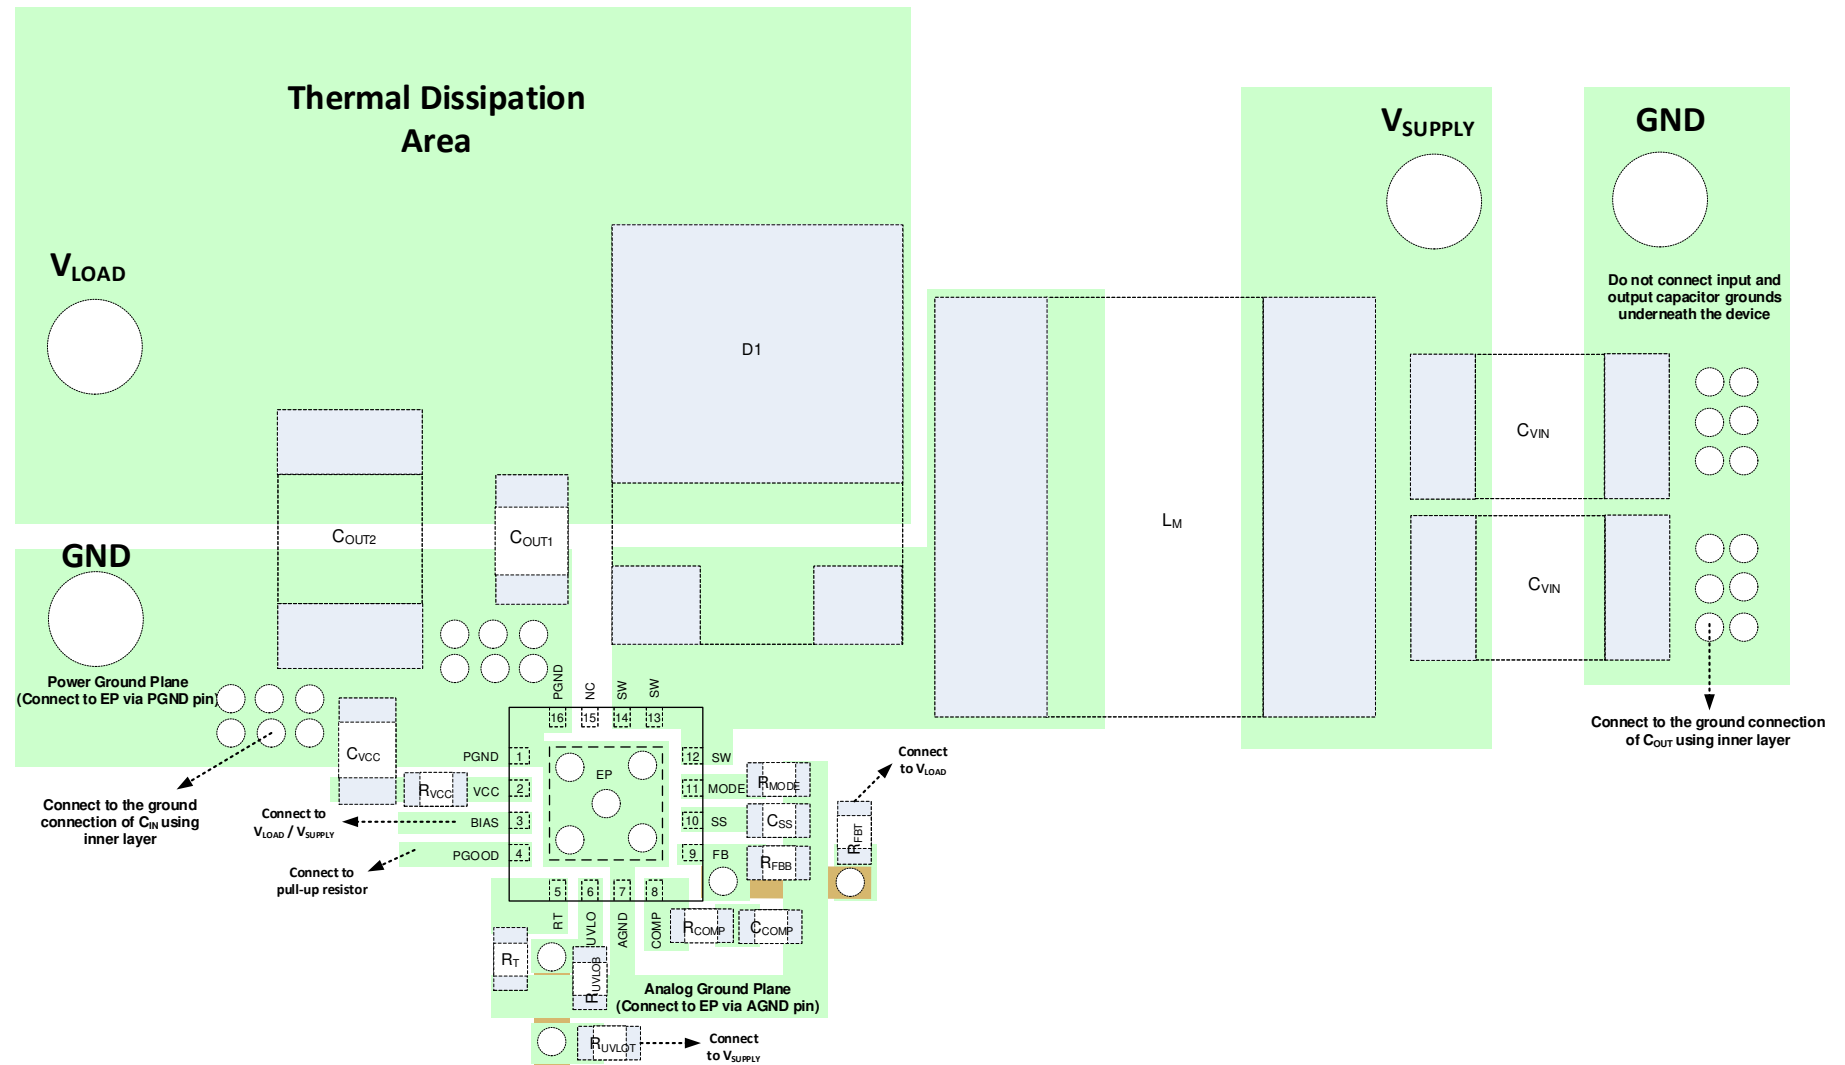 Thermal Dissipation
Area
VSUPPLY
GND
VLOAD
Do not connect input and
output capacitor grounds
underneath the device
D1
CVIN
LM
COUT2
COUT1
GND
CVIN
Power Ground Plane
(Connect to EP via PGND pin)
PGND
NC
SW
SW
16
15
14
13
Connect to the ground connection
of COUT using inner layer
CVCC
PGND
1
EP
12
SW
Connect
to VLOAD
RVCC
VCC
2
11
MODE
RMODE
Connect to the ground
connection of CIN using
inner layer
Connect to
VLOAD / VSUPPLY
BIAS
3
10
SS
CSS
RFBT
PGOOD
4
9
FB
RFBB
Connect to
pull-up resistor
5
6
7
8
RT
UVLO
AGND
COMP
RCOMP
CCOMP
RT
RUVLOB
Analog Ground Plane
(Connect to EP via AGND pin)
RUVLOT
Connect
to VSUPPLY